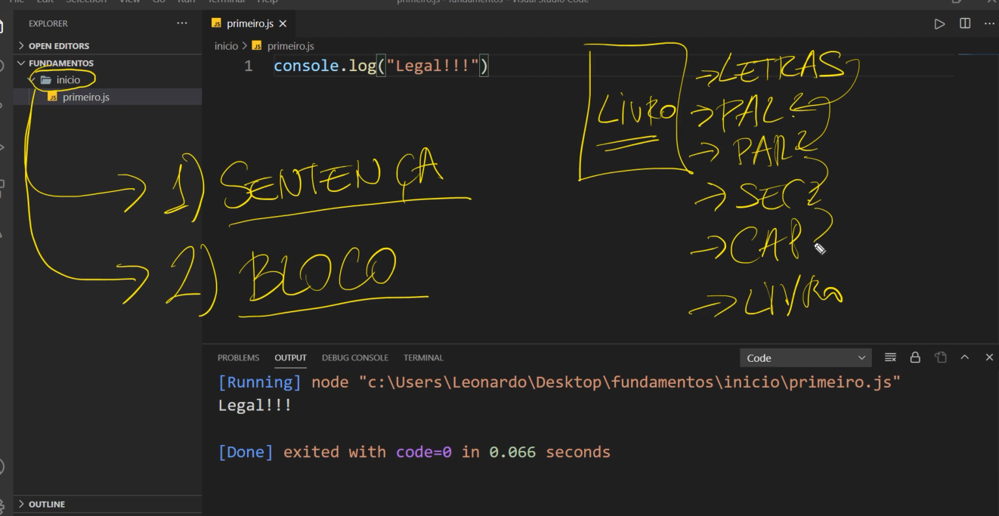 File Edit Selection View Go Run Terminal Help primeiro.js - fundamentos - Visual Studio Code
EXPLORER
OPEN EDITORS
FUNDAMENTOS
inicio
primeiro.js
OUTLINE
primeiro.js
inicio > primeiro.js
1 console.log("Legal!!!")
1) SENTENÇA
2) BLOCO
LIVRO
→ LETRAS
→ PAL
→ PAR
→ SEC
→ CAP
→ LIVRO
PROBLEMS OUTPUT DEBUG CONSOLE TERMINAL Code
[Running] node "c:\Users\Leonardo\Desktop\fundamentos\inicio\primeiro.js"
Legal!!!
[Done] exited with code=0 in 0.066 seconds